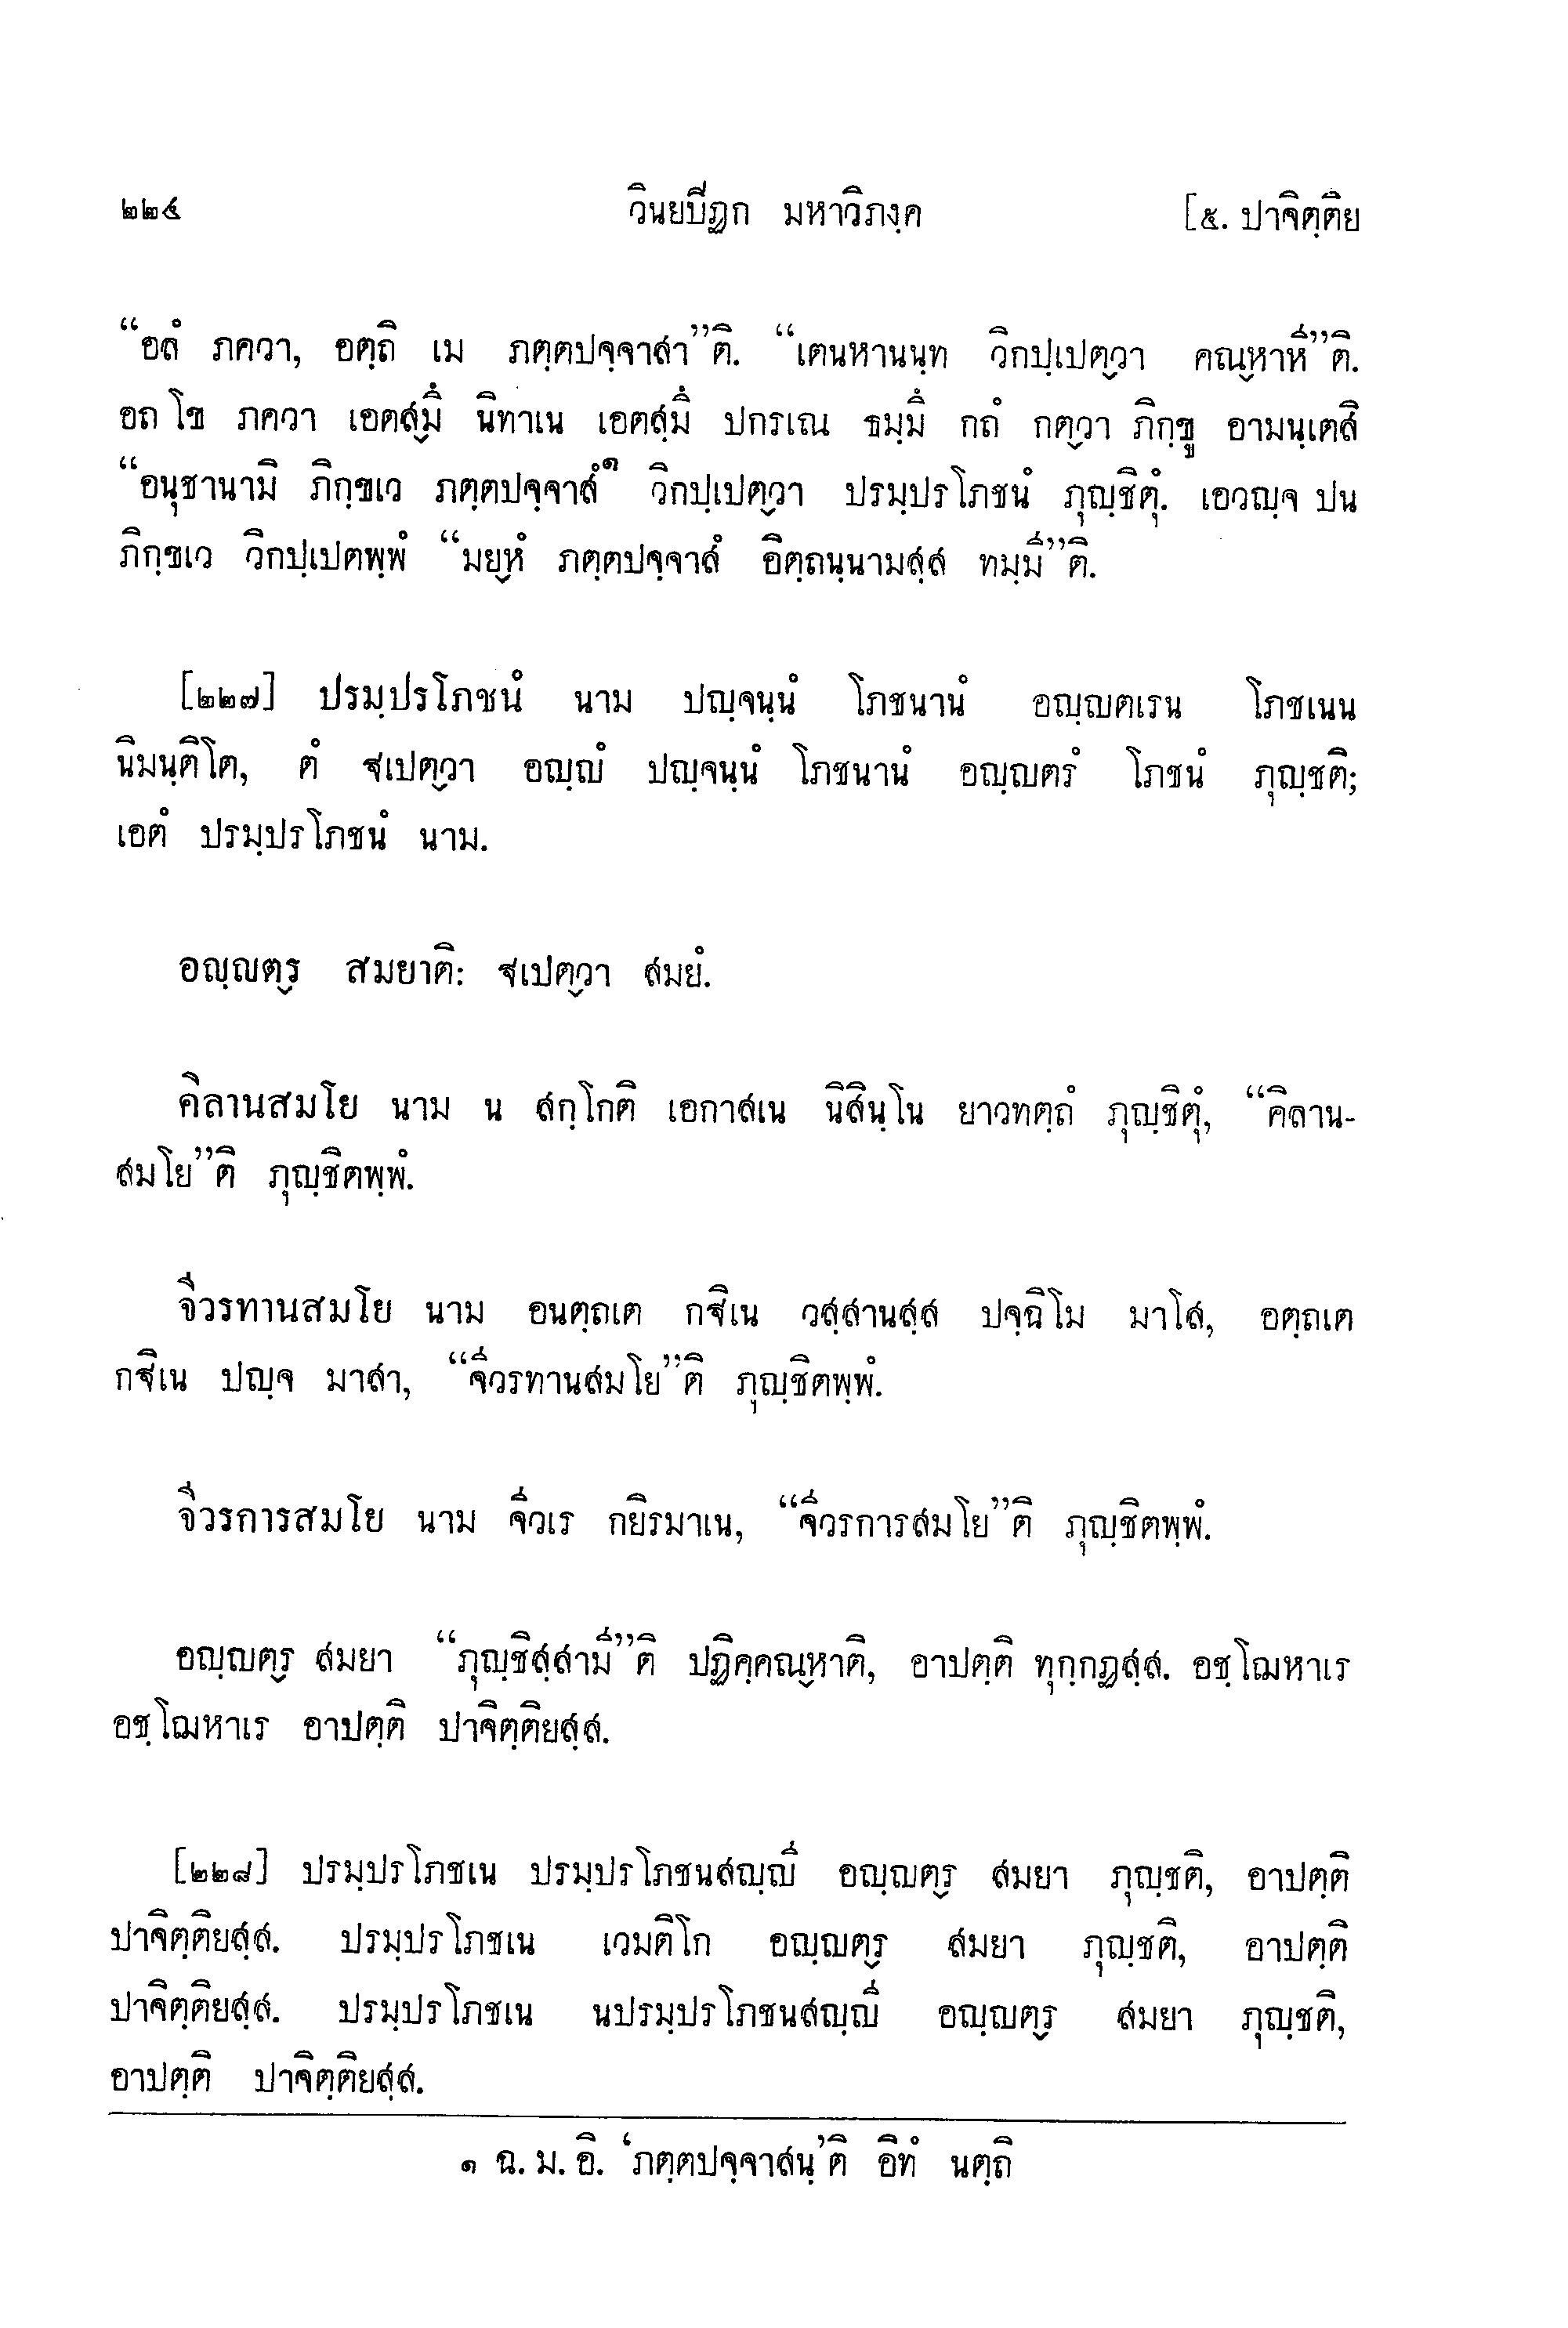 ๒๒๔ วินยปิฏก มหาวิภงฺค [๕. ปาจิตฺติย
“อลํ ภควา, อตฺถิ เม ภตฺตปจฺจาสา”ติ. “เตนหานนฺท วิกปฺเปตฺวา คณฺหาหี”ติ.
อถ โข ภควา เอตสฺมึ นิทาเน เอตสฺมึ ปกรเณ ธมฺมึ กถํ กตฺวา ภิกฺขู อามนฺเตสิ
“อนุชานามิ ภิกฺขเว ภตฺตปจฺจาสํ๑ วิกปฺเปตฺวา ปรมฺปรโภชนํ ภุญฺชิตุํ. เอวญฺจ ปน
ภิกฺขเว วิกปฺเปตพฺพํ “มยฺหํ ภตฺตปจฺจาสํ อิตฺถนฺนามสฺส ทมฺมี”ติ.
[๒๒๗] ปรมฺปรโภชนํ นาม ปญฺจนฺนํ โภชนานํ อญฺญตเรน โภชเนน
นิมนฺติโต, ตํ ฐเปตฺวา อญฺญํ ปญฺจนฺนํ โภชนานํ อญฺญตรํ โภชนํ ภุญฺชติ;
เอตํ ปรมฺปรโภชนํ นาม.
อญฺญตฺร สมยาติ: ฐเปตฺวา สมยํ.
คิลานสมโย นาม น สกฺโกติ เอกาสเน นิสินฺโน ยาวทตฺถํ ภุญฺชิตุํ, “คิลาน-
สมโย”ติ ภุญฺชิตพฺพํ.
จีวรทานสมโย นาม อนตฺถเต กฐิเน วสฺสานสฺส ปจฺฉิโม มาโส, อตฺถเต
กฐิเน ปญฺจ มาสา, “จีวรทานสมโย”ติ ภุญฺชิตพฺพํ.
จีวรการสมโย นาม จีวเร กยิรมาเน, “จีวรการสมโย”ติ ภุญฺชิตพฺพํ.
อญฺญตฺร สมยา “ภุญฺชิสฺสามี”ติ ปฏิคฺคณฺหาติ, อาปตฺติ ทุกฺกฏสฺส. อชฺโฌหาเร
อชฺโฌหาเร อาปตฺติ ปาจิตฺติยสฺส.
[๒๒๘] ปรมฺปรโภชเน ปรมฺปรโภชนสญฺญี อญฺญตฺร สมยา ภุญฺชติ, อาปตฺติ
ปาจิตฺติยสฺส. ปรมฺปรโภชเน เวมติโก อญฺญตฺร สมยา ภุญฺชติ, อาปตฺติ
ปาจิตฺติยสฺส. ปรมฺปรโภชเน นปรมฺปรโภชนสญฺญี อญฺญตฺร สมยา ภุญฺชติ,
อาปตฺติ ปาจิตฺติยสฺส.
๑ ฉ. ม. อิ. ‘ภตฺตปจฺจาสนฺ’ติ อิทํ นตฺถิ